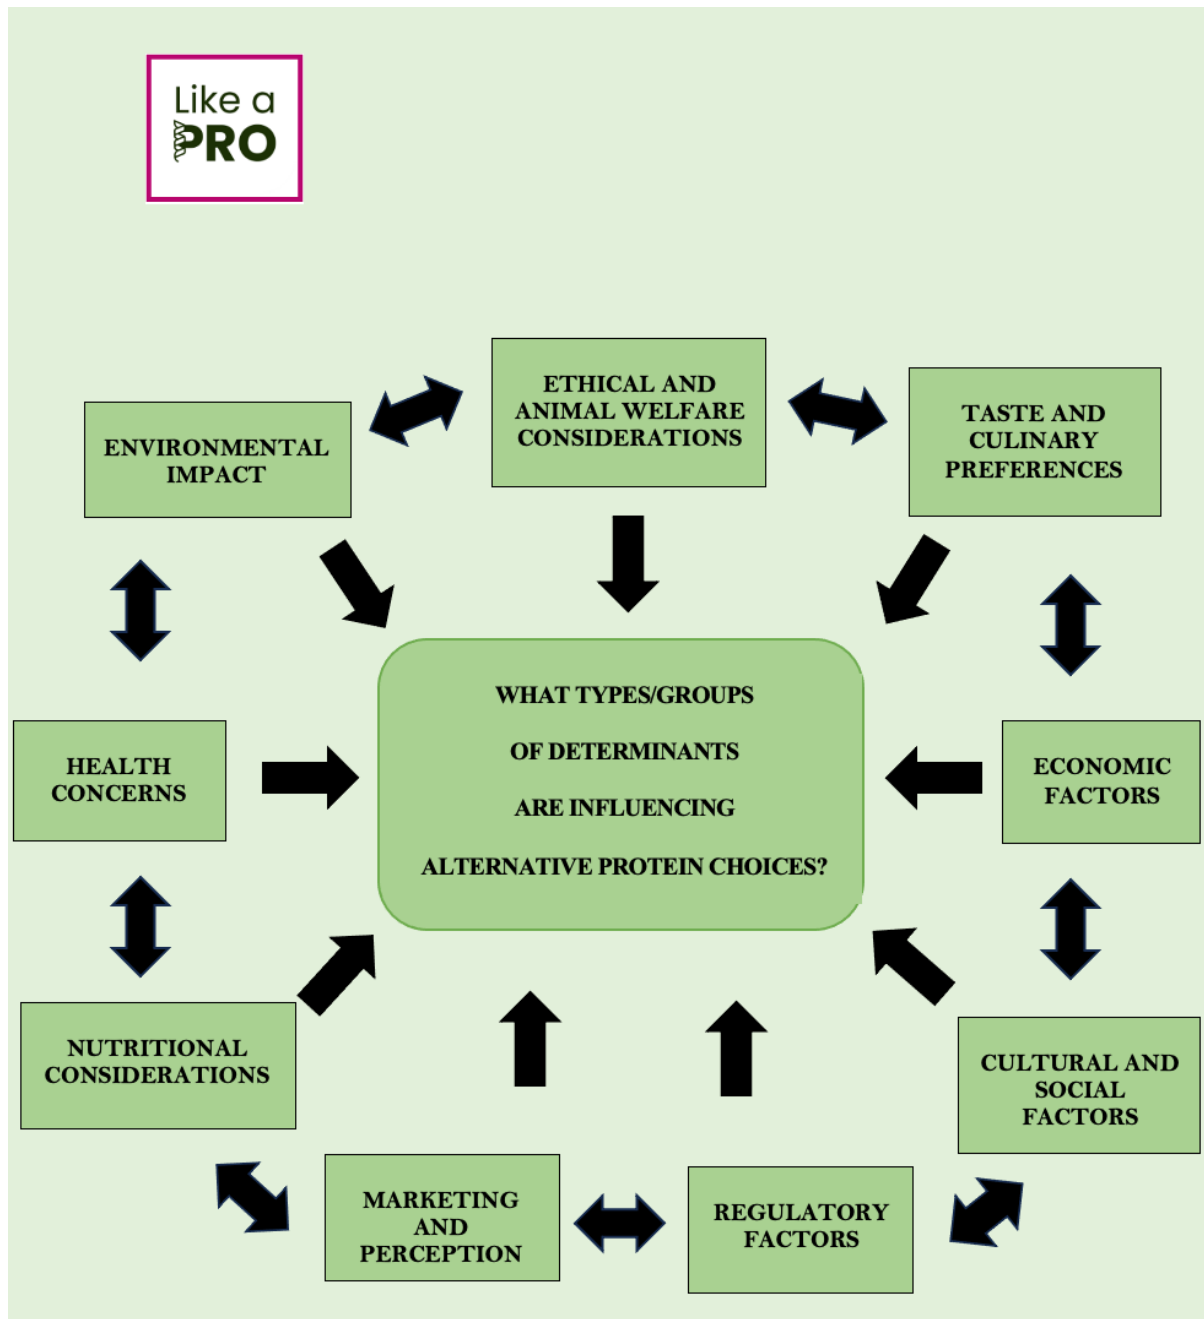 Like a
PRO
ETHICAL AND
ANIMAL WELFARE
CONSIDERATIONS
TASTE AND
CULINARY
PREFERENCES
ENVIRONMENTAL
IMPACT
WHAT TYPES/GROUPS
OF DETERMINANTS
ARE INFLUENCING
ALTERNATIVE PROTEIN CHOICES?
HEALTH
CONCERNS
ECONOMIC
FACTORS
NUTRITIONAL
CONSIDERATIONS
CULTURAL AND
SOCIAL
FACTORS
MARKETING
AND
PERCEPTION
REGULATORY
FACTORS